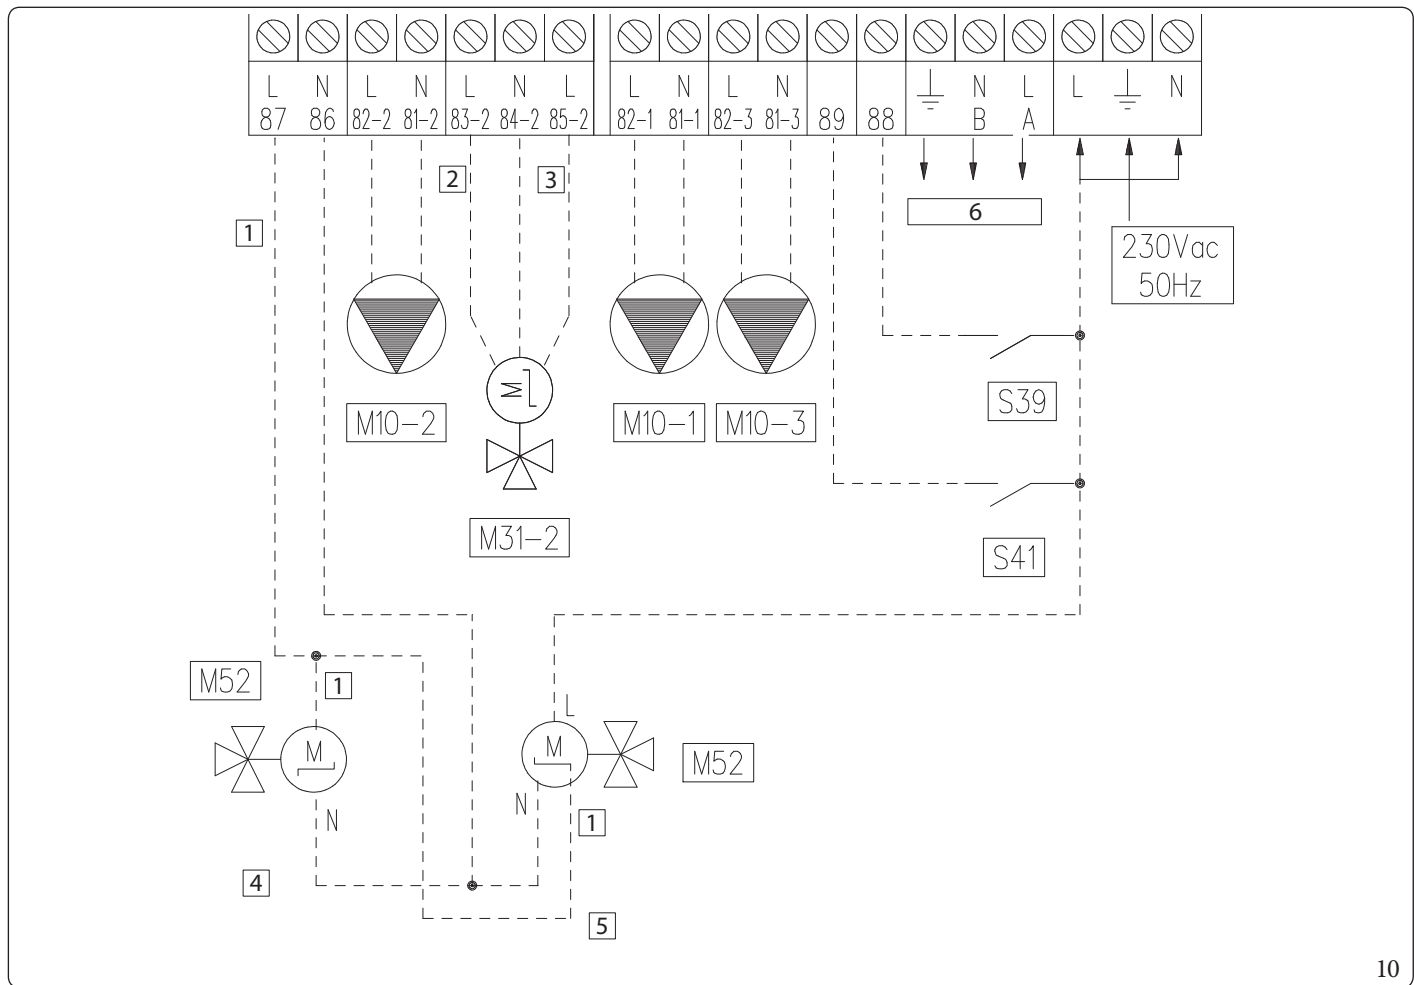 L N L N L N L L N L N N L L N
87 86 82-2 81-2 83-2 84-2 85-2 82-1 81-1 82-3 81-3 89 88 B A
2 3
1
6
230Vac
50Hz
M10-2 M10-1 M10-3
S39
M
M31-2
S41
M52
1
L
M M
M52
N
N
1
4
5
10